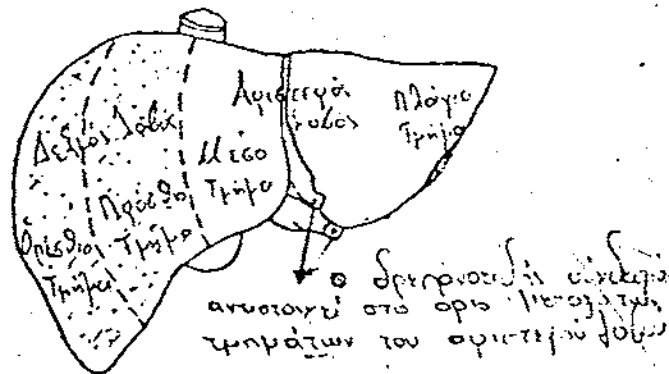 Δεξιός Λοβός
Αριστερός
λοβός
Πλάγιο
Τμήμα
Μέσο
Τμήμα
Πρόσθιο
Τμήμα
Οπίσθιο
Τμήμα
ο δρεπανοειδής σύνδεσμος
αντιστοιχεί στο όριο μεταξύ των
τμημάτων του αριστερού λοβού